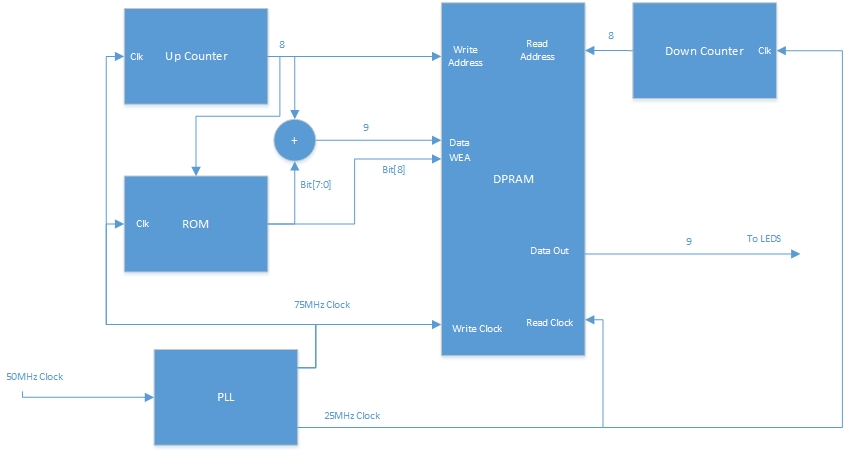 8
Clk
Up Counter
Write
Address
Read
Address
8
Down Counter
Clk
+
9
Data
WEA
Bit[8]
Bit[7:0]
DPRAM
Clk
ROM
Data Out
9
To LEDS
75MHz Clock
Write Clock
Read Clock
50MHz Clock
PLL
25MHz Clock